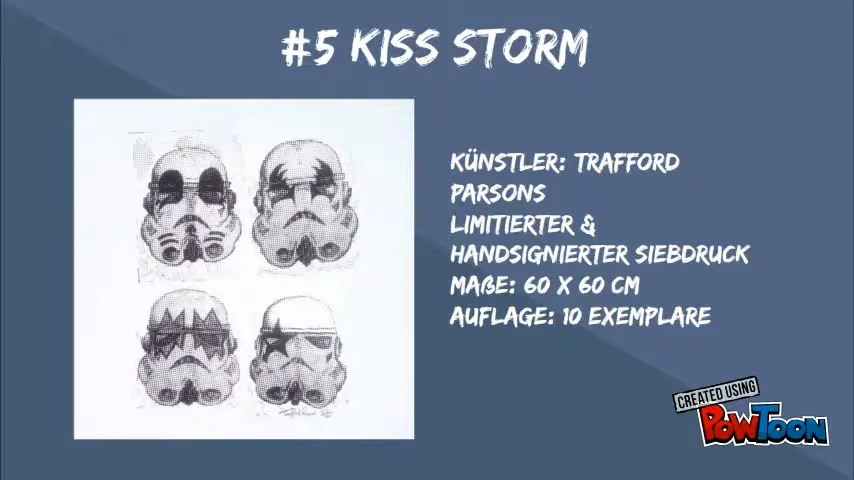 #5 KISS STORM
KÜNSTLER: TRAFFORD
PARSONS
LIMITIERTER &
HANDSIGNIERTER SIEBDRUCK
MAßE: 60 X 60 CM
AUFLAGE: 10 EXEMPLARE
CREATED USING
POWTOON